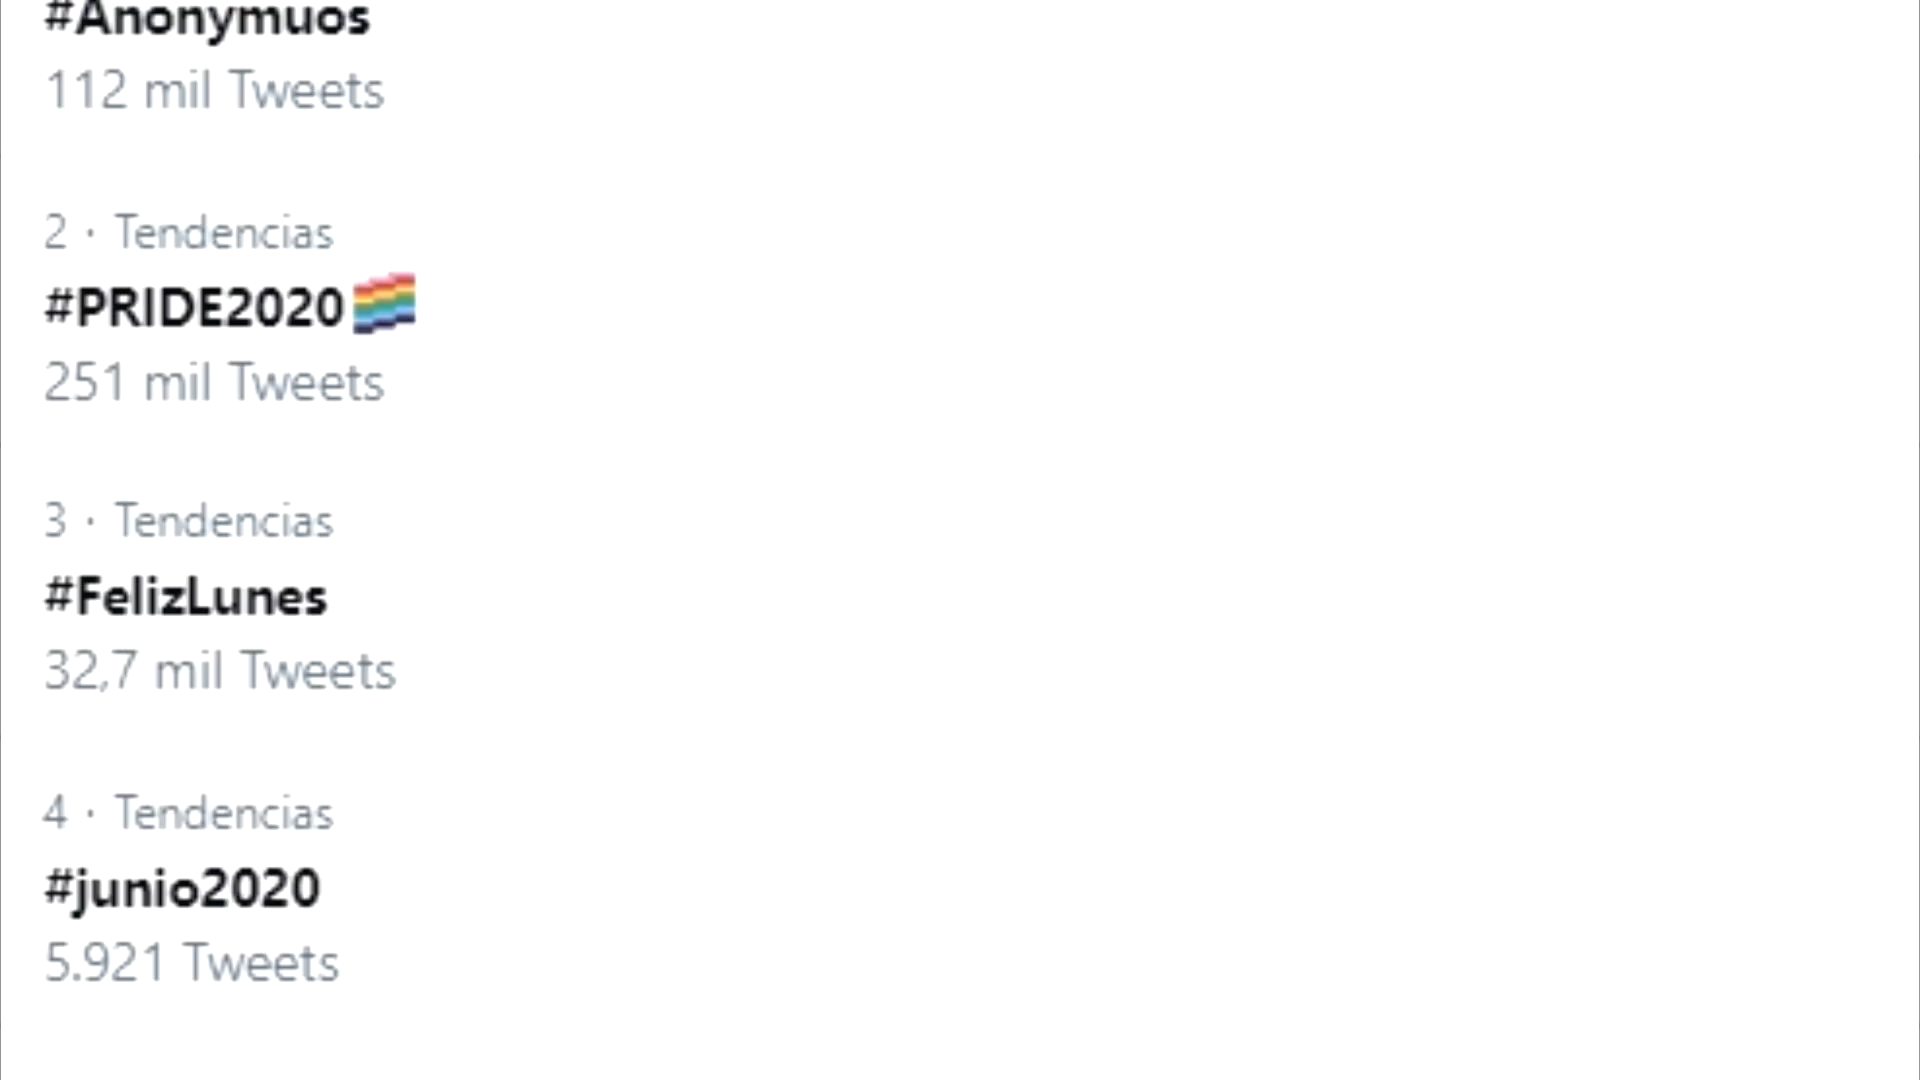 #Anonymuos
112 mil Tweets
2 · Tendencias
#PRIDE2020
251 mil Tweets
3 · Tendencias
#FelizLunes
32,7 mil Tweets
4 · Tendencias
#junio2020
5.921 Tweets